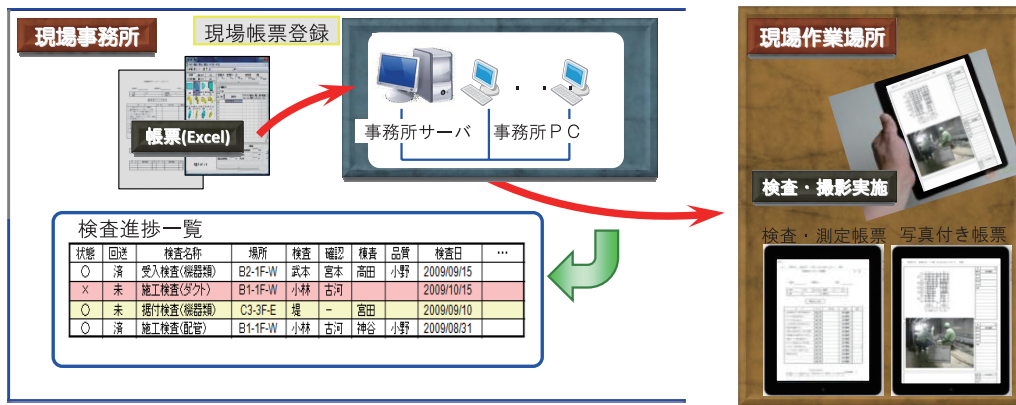 現場事務所
現場帳票登録
帳票(Excel)
・・・
事務所サーバ 事務所PC
検査進捗一覧
状態 回送 検査名称 場所 検査 確認 棟責 品質 検査日 …
○ 済 受入検査(機器類) B2-1F-W 武本 宮本 高田 小野 2009/09/15
× 未 施工検査(ダクト) B1-1F-W 小林 古河 2009/10/15
○ 未 据付検査(機器類) C3-3F-E 堤 − 宮田 2009/09/10
○ 済 施工検査(配管) B1-1F-W 小林 古河 神谷 小野 2009/08/31
現場作業場所
検査・撮影実施
検査・測定帳票 写真付き帳票